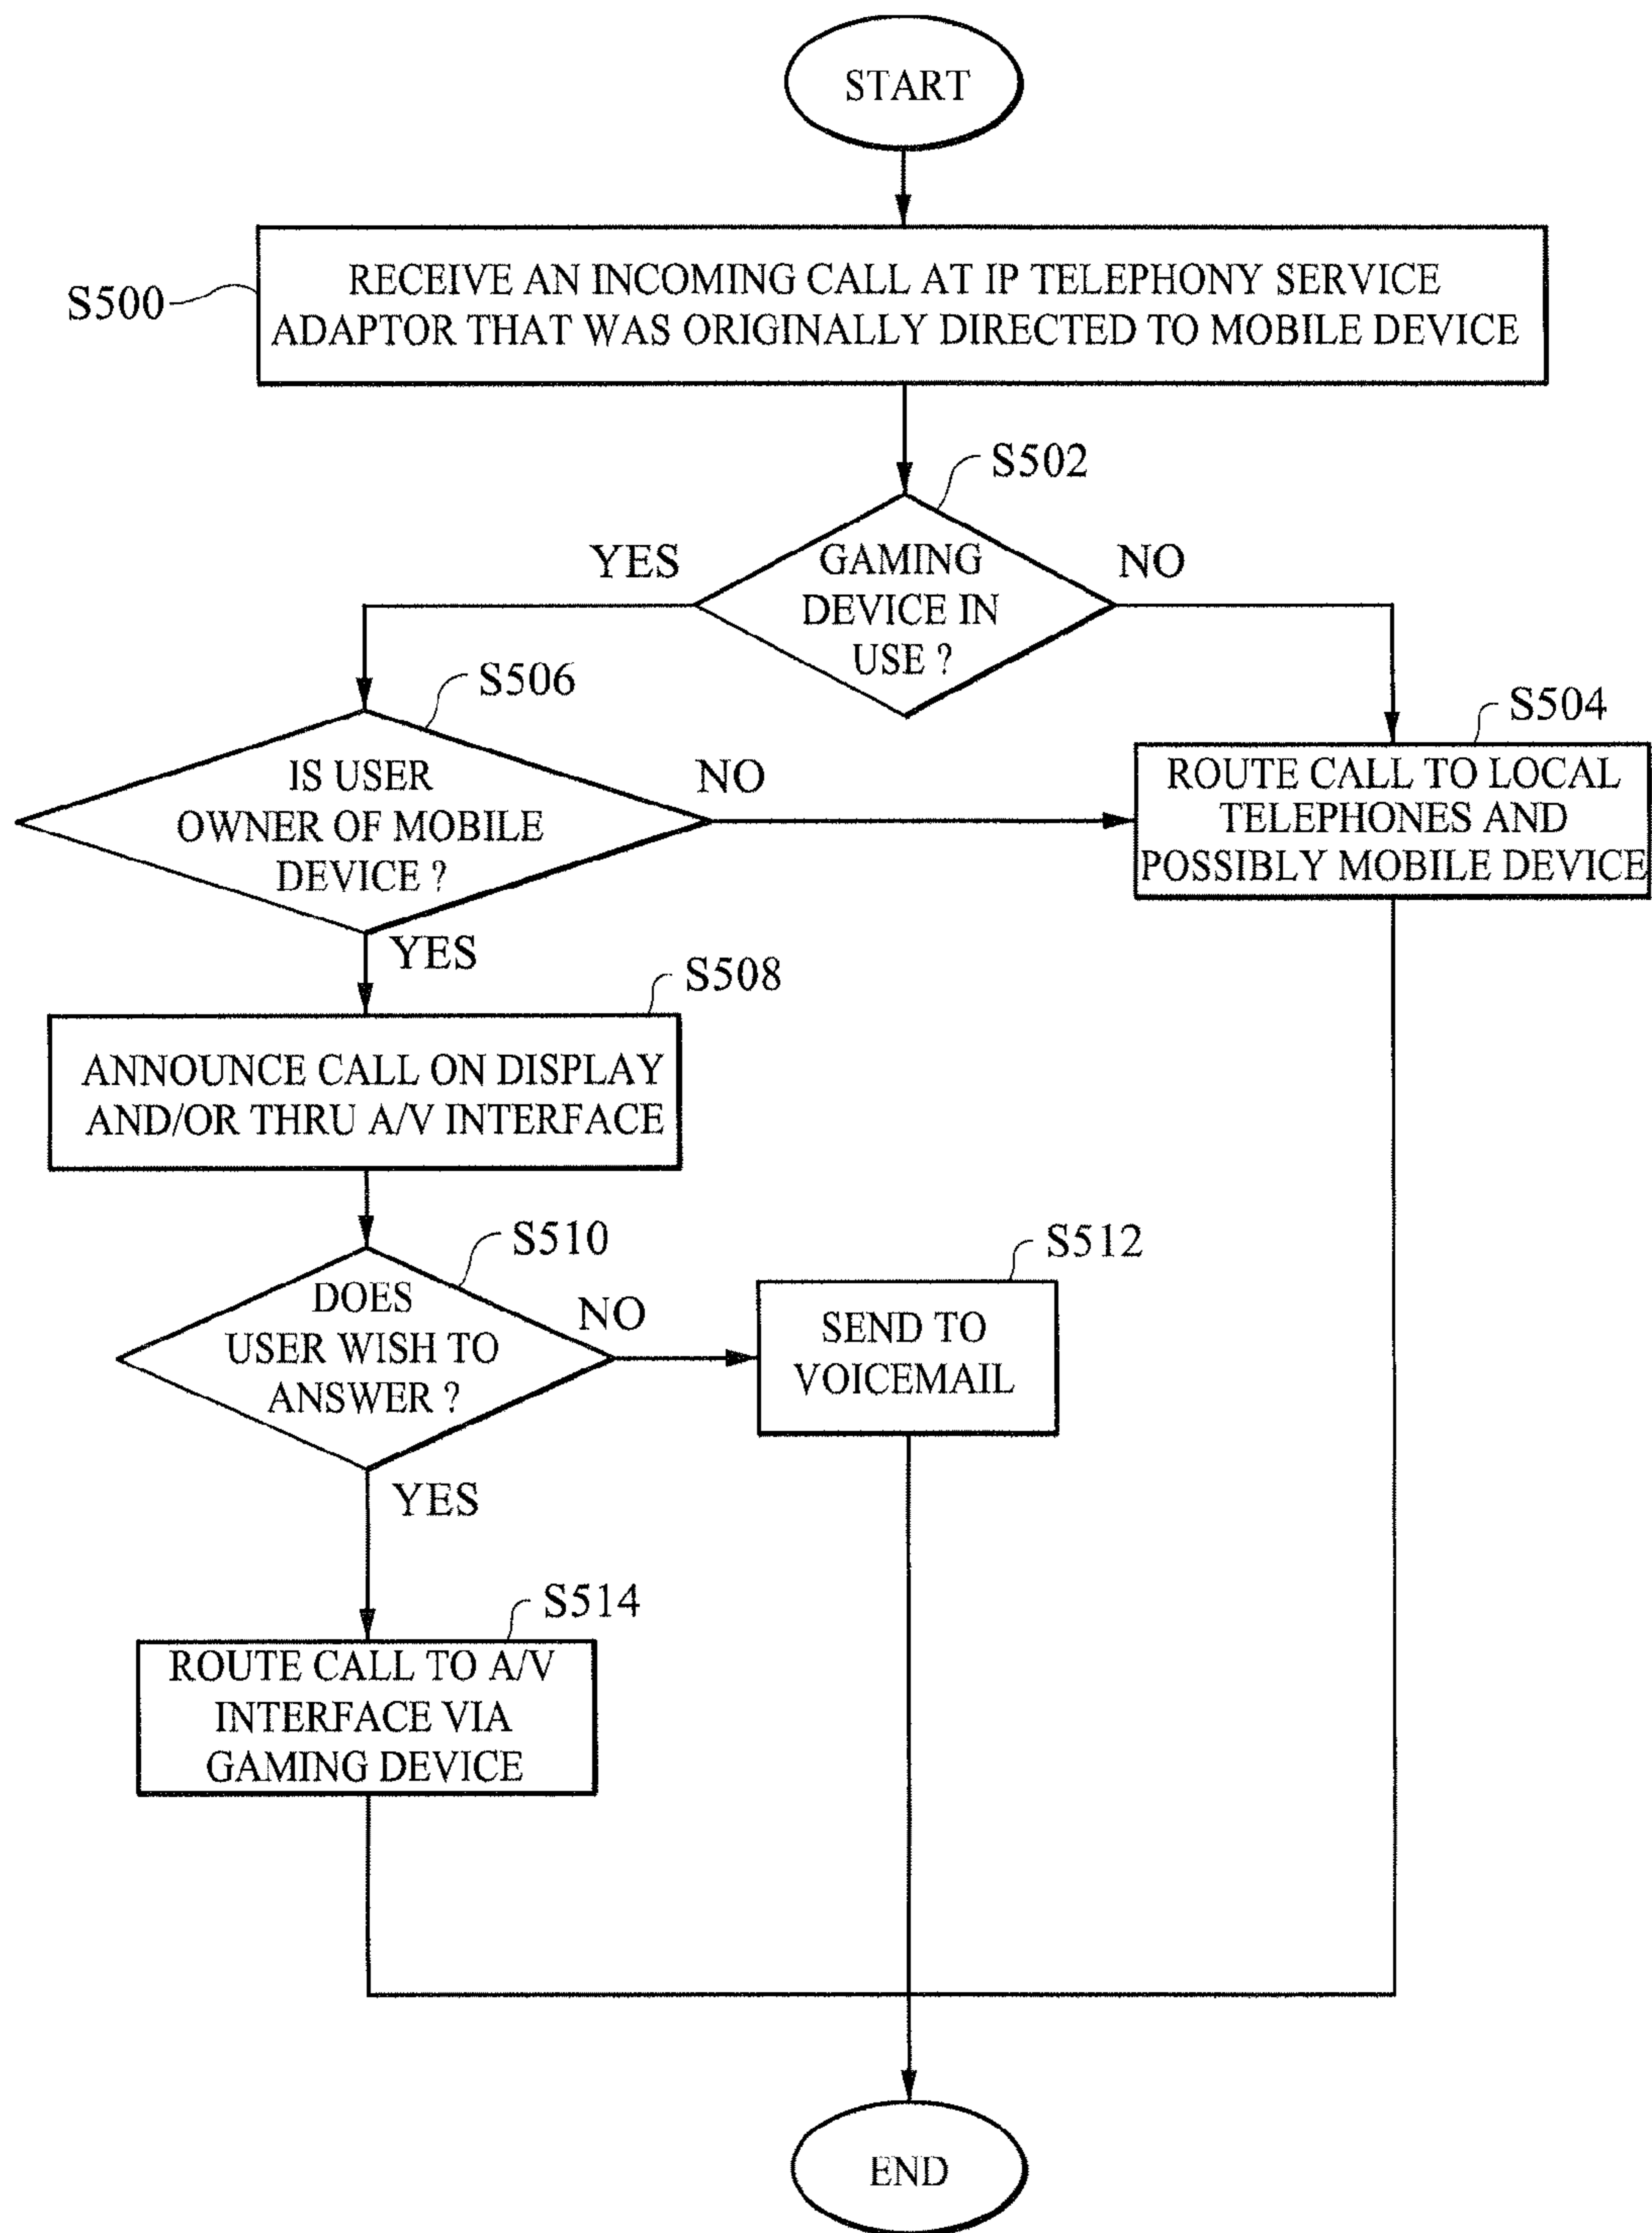 START
S500
RECEIVE AN INCOMING CALL AT IP TELEPHONY SERVICE
ADAPTOR THAT WAS ORIGINALLY DIRECTED TO MOBILE DEVICE
S502
YES
GAMING
DEVICE IN
USE ?
NO
S506
IS USER
OWNER OF MOBILE
DEVICE ?
NO
YES
S504
ROUTE CALL TO LOCAL
TELEPHONES AND
POSSIBLY MOBILE DEVICE
S508
ANNOUNCE CALL ON DISPLAY
AND/OR THRU A/V INTERFACE
S510
DOES
USER WISH TO
ANSWER ?
NO
YES
S512
SEND TO
VOICEMAIL
S514
ROUTE CALL TO A/V
INTERFACE VIA
GAMING DEVICE
END